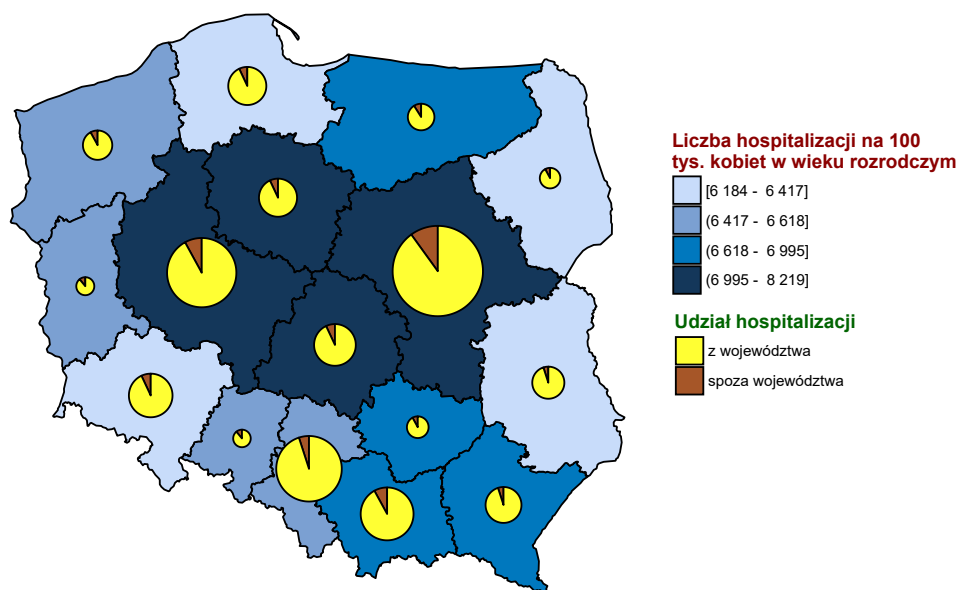 Liczba hospitalizacji na 100
tys. kobiet w wieku rozrodczym
[6 184 - 6 417]
(6 417 - 6 618]
(6 618 - 6 995]
(6 995 - 8 219]
Udział hospitalizacji
z województwa
spoza województwa